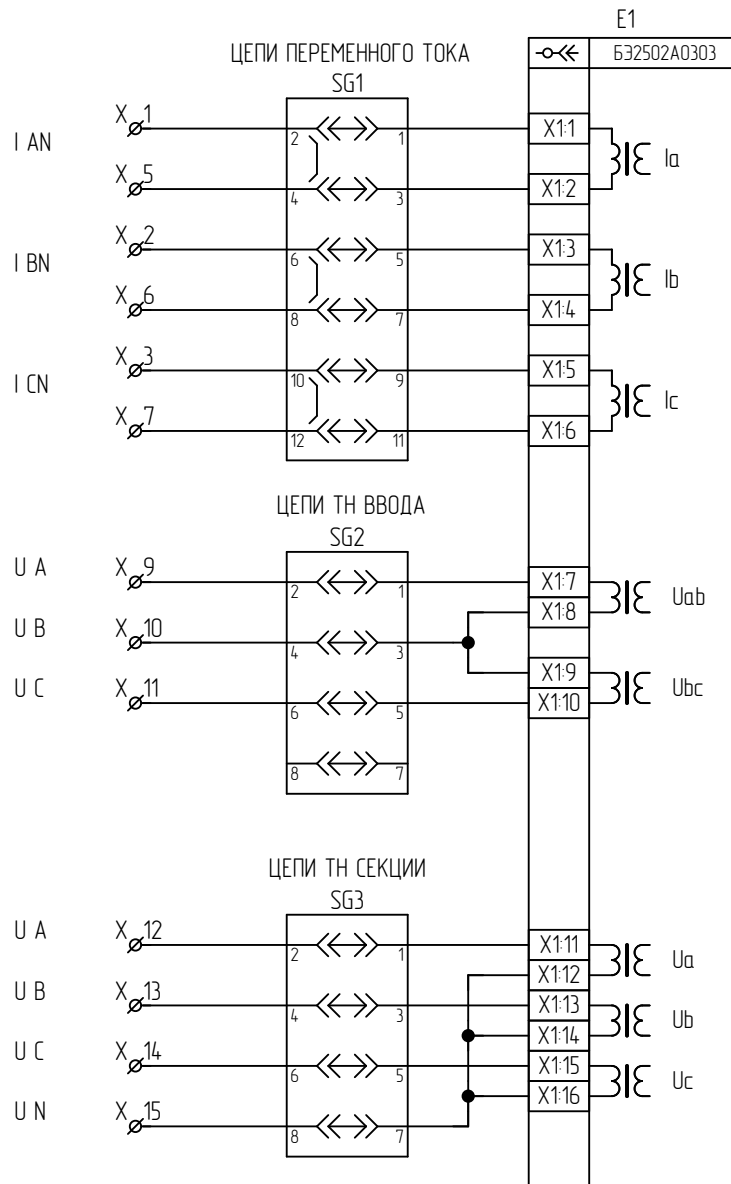 E1
ЦЕПИ ПЕРЕМЕННОГО ТОКА
БЭ2502А0303
SG1
X 1
2 1 X1:1
I AN Ia
X 5
4 3 X1:2
X 2
6 5 X1:3
I BN Ib
X 6
8 7 X1:4
X 3
10 9 X1:5
I CN Ic
X 7
12 11 X1:6
ЦЕПИ ТН ВВОДА
SG2
U A X 9
2 1 X1:7
Uab
X1:8
U B X 10
4 3
X1:9
U C X 11 Ubc
6 5 X1:10
8 7
ЦЕПИ ТН СЕКЦИИ
SG3
U A X 12
2 1 X1:11
Ua
X1:12
U B X 13
4 3 X1:13
Ub
X1:14
U C X 14
6 5 X1:15
Uc
X1:16
U N X 15
8 7